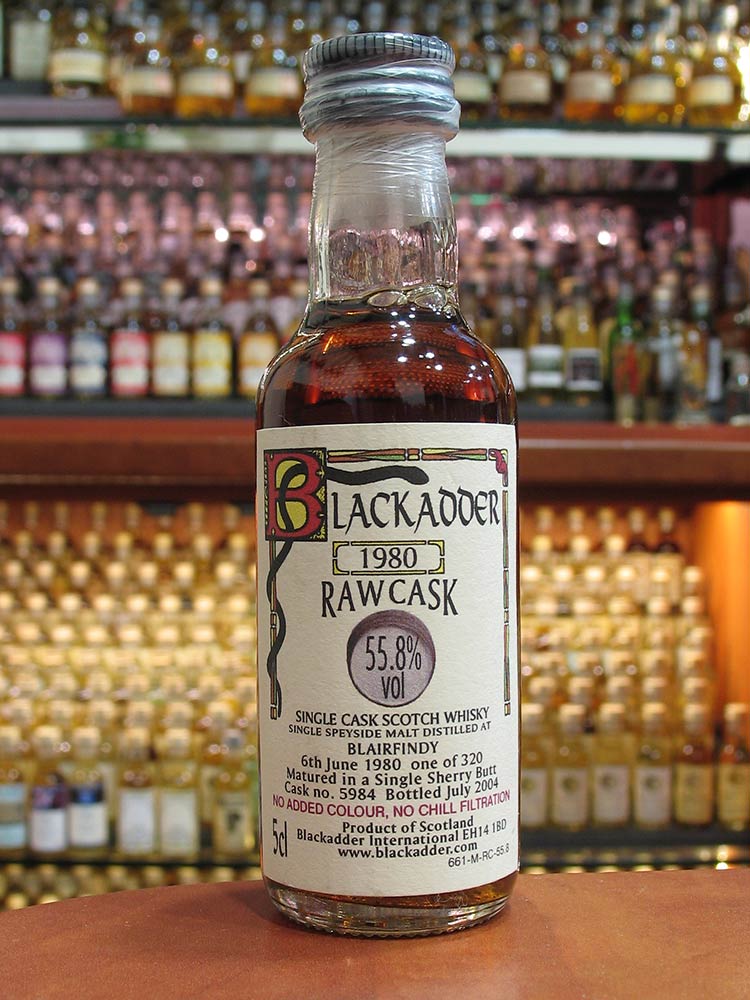 BLACKADDER
1980
RAW CASK
55.8%
vol
SINGLE CASK SCOTCH WHISKY
SINGLE SPEYSIDE MALT DISTILLED AT
BLAIRFINDY
6th June 1980 one of 320
Matured in a Single Sherry Butt
Cask no. 5984 Bottled July 2004
NO ADDED COLOUR, NO CHILL FILTRATION
Product of Scotland
5cl
Blackadder International EH14 1BD
www.blackadder.com
661-M-RC-55.8